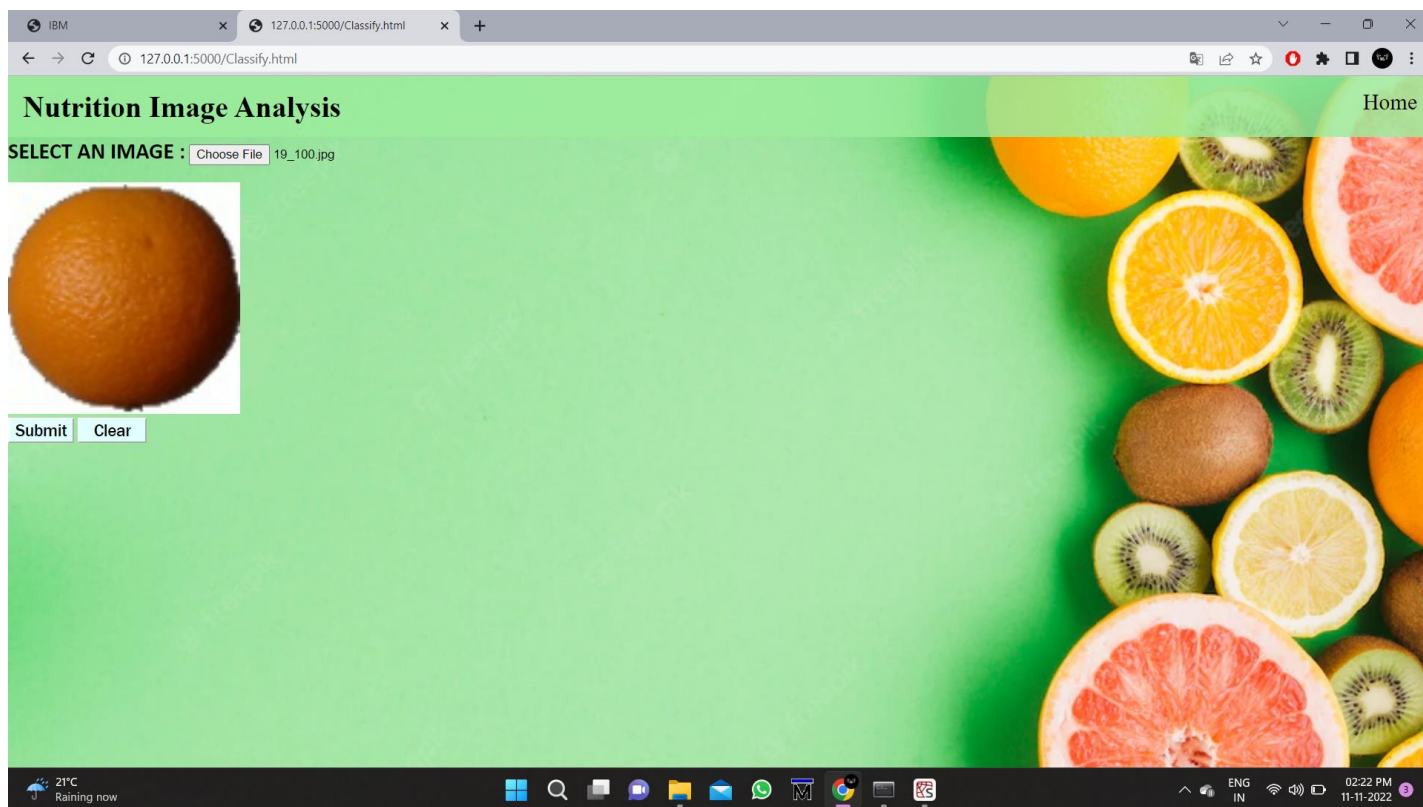 IBM
127.0.0.1:5000/Classify.html
127.0.0.1:5000/Classify.html
Nutrition Image Analysis
Home
SELECT AN IMAGE : Choose File 19_100.jpg
Submit Clear
21°C
Raining now
ENG
IN
02:22 PM
11-11-2022
3